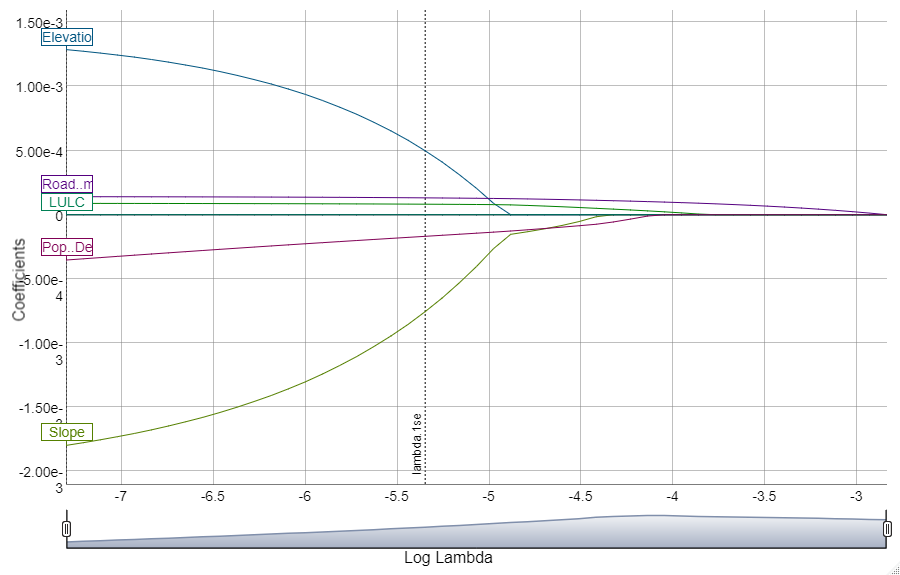 1.50e-3
Elevatio
1.00e-3
5.00e-4
Road..m
LULC
0
Pop..De
-5.00e-
4
-1.00e-
3
-1.50e-
3
Slope
-2.00e-
3
Coefficients
lambda.1se
-7 -6.5 -6 -5.5 -5 -4.5 -4 -3.5 -3
Log Lambda